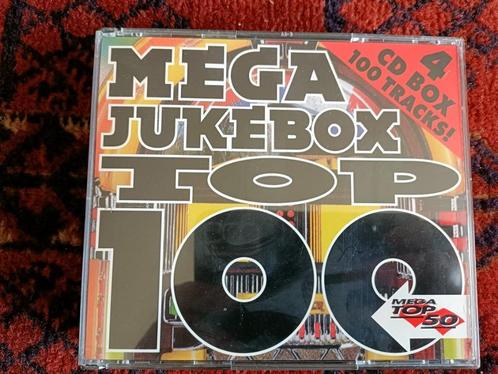 MEGA
JUKEBOX
TOP
100
4
CD BOX
100 TRACKS!
MEGA
TOP
50